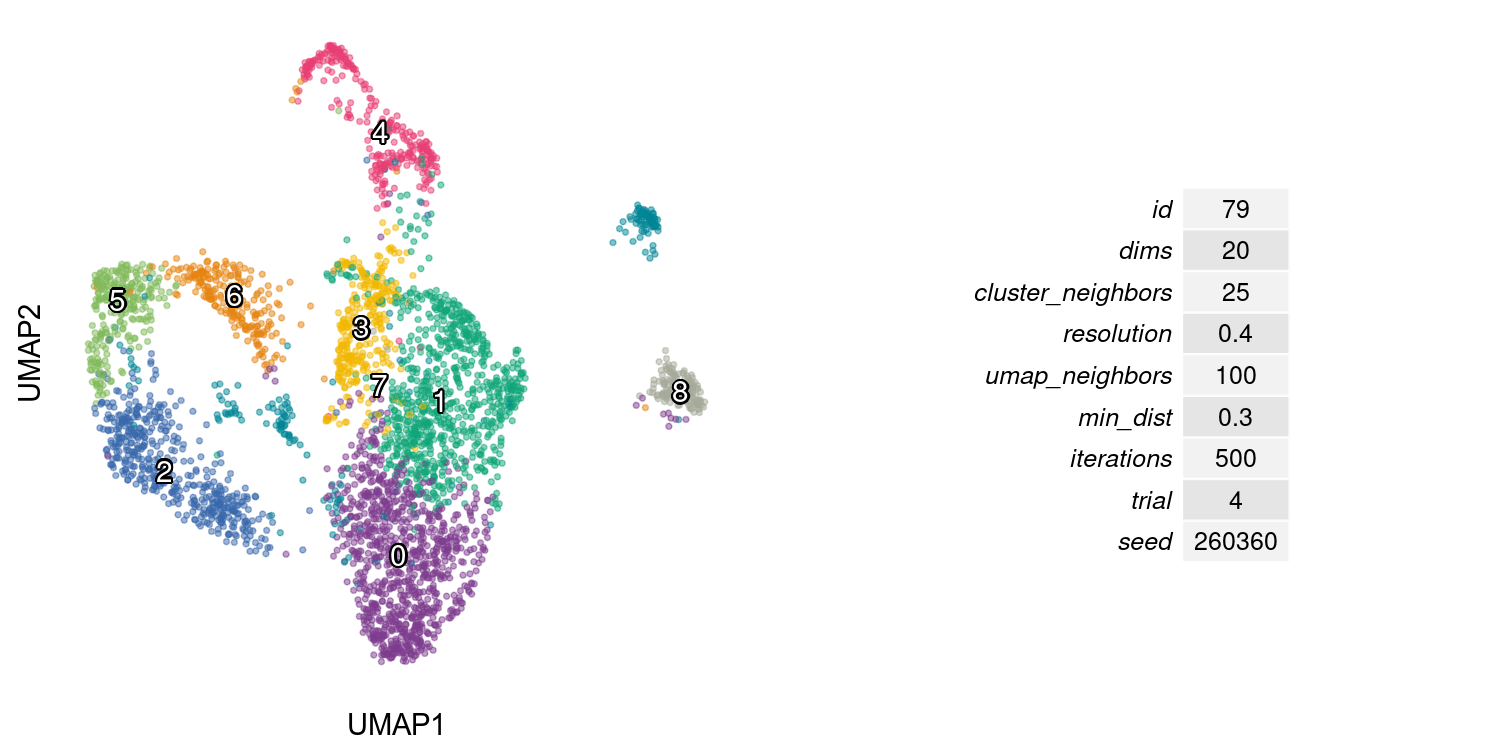 4
5
6
3
7
1
8
2
0
UMAP2
UMAP1
id 79
dims 20
cluster_neighbors 25
resolution 0.4
umap_neighbors 100
min_dist 0.3
iterations 500
trial 4
seed 260360